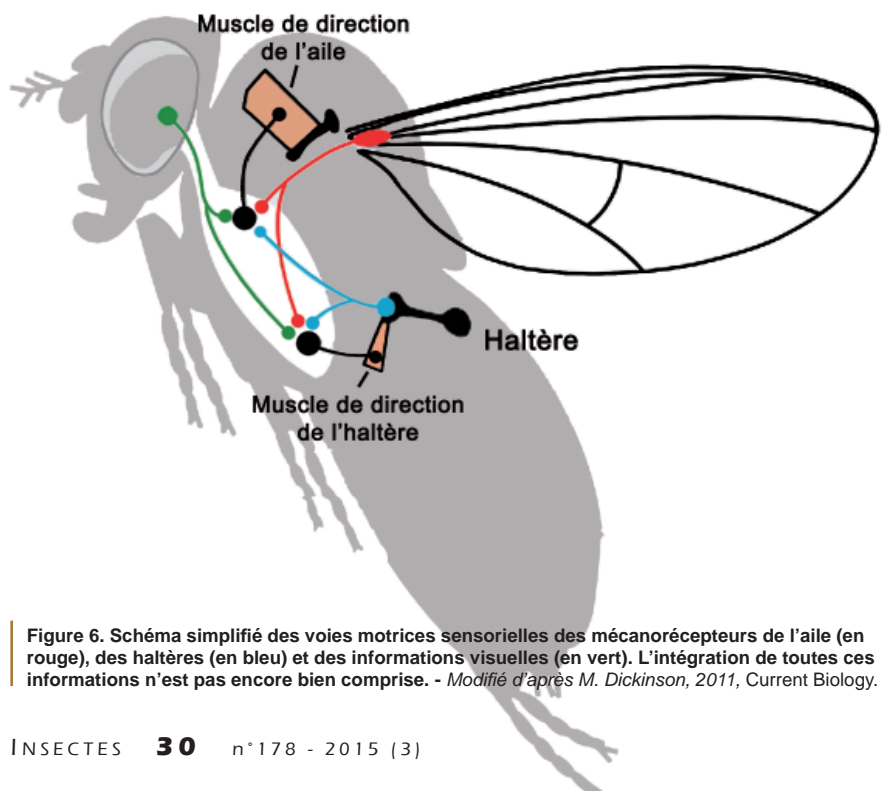 Muscle de direction
de l'aile
Haltère
Muscle de direction
de l'haltère
Figure 6. Schéma simplifié des voies motrices sensorielles des mécanorécepteurs de l'aile (en
rouge), des haltères (en bleu) et des informations visuelles (en vert). L'intégration de toutes ces
informations n'est pas encore bien comprise. - Modifié d'après M. Dickinson, 2011, Current Biology.
INSECTES 30 n°178 - 2015 (3)